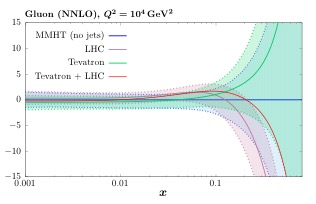 Gluon (NNLO), Q² = 10⁴ GeV²
15
10
5
0
−5
−10
−15
MMHT (no jets)
LHC
Tevatron
Tevatron + LHC
0.001
0.01
0.1
x